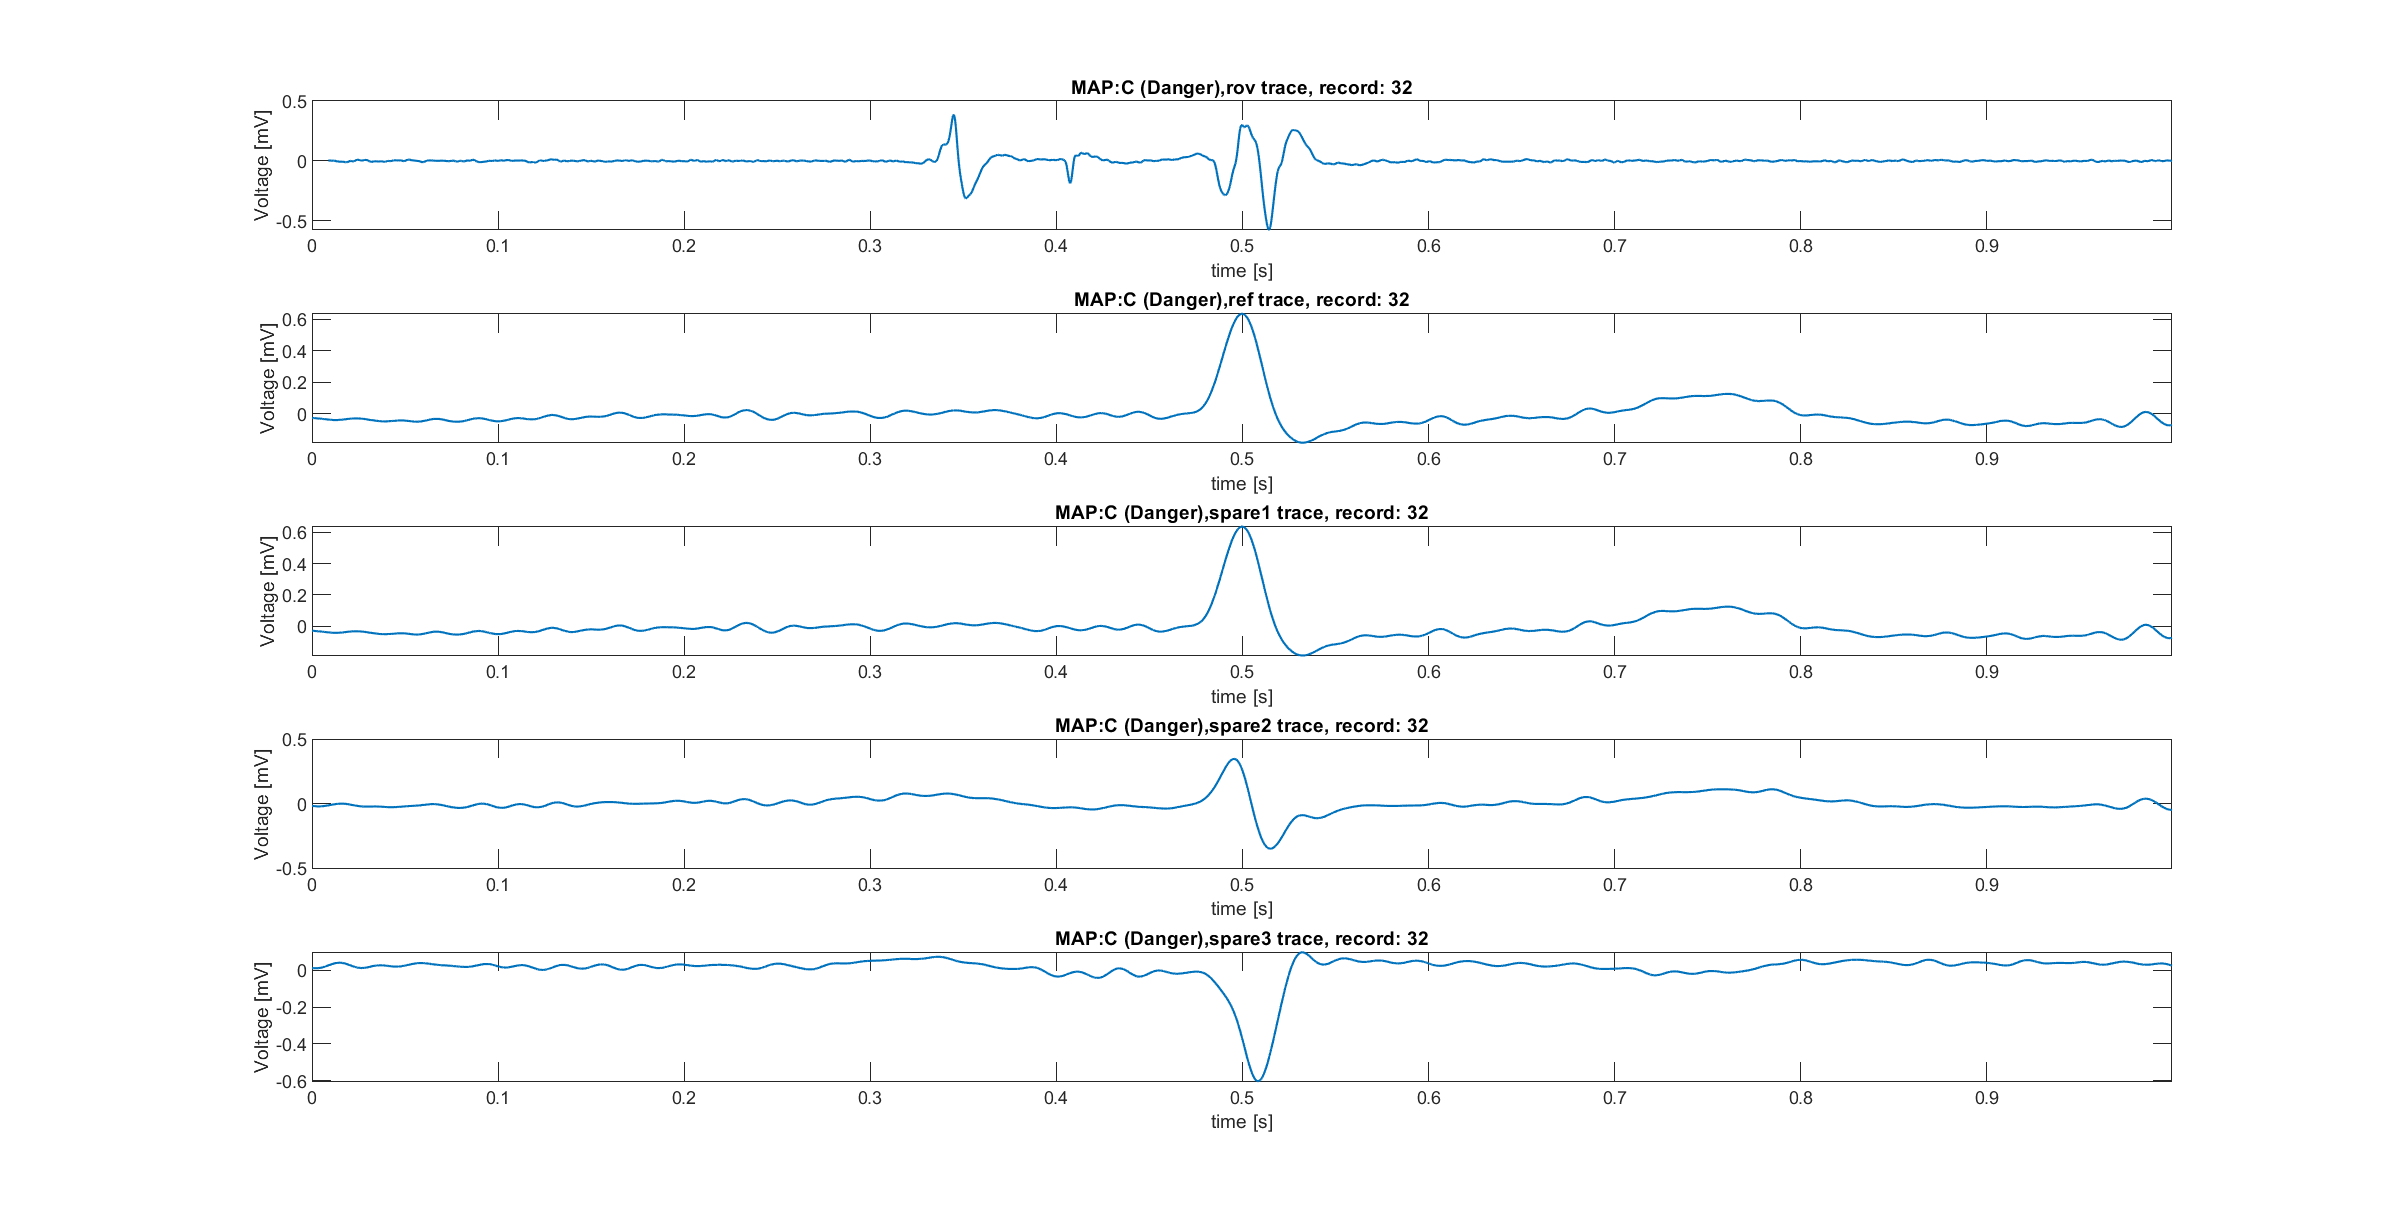 MAP:C (Danger),rov trace, record: 32
Voltage [mV]
0.5
0
-0.5
0 0.1 0.2 0.3 0.4 0.5 0.6 0.7 0.8 0.9
time [s]
MAP:C (Danger),ref trace, record: 32
Voltage [mV]
0.6
0.4
0.2
0
0 0.1 0.2 0.3 0.4 0.5 0.6 0.7 0.8 0.9
time [s]
MAP:C (Danger),spare1 trace, record: 32
Voltage [mV]
0.6
0.4
0.2
0
0 0.1 0.2 0.3 0.4 0.5 0.6 0.7 0.8 0.9
time [s]
MAP:C (Danger),spare2 trace, record: 32
Voltage [mV]
0.5
0
-0.5
0 0.1 0.2 0.3 0.4 0.5 0.6 0.7 0.8 0.9
time [s]
MAP:C (Danger),spare3 trace, record: 32
Voltage [mV]
0
-0.2
-0.4
-0.6
0 0.1 0.2 0.3 0.4 0.5 0.6 0.7 0.8 0.9
time [s]